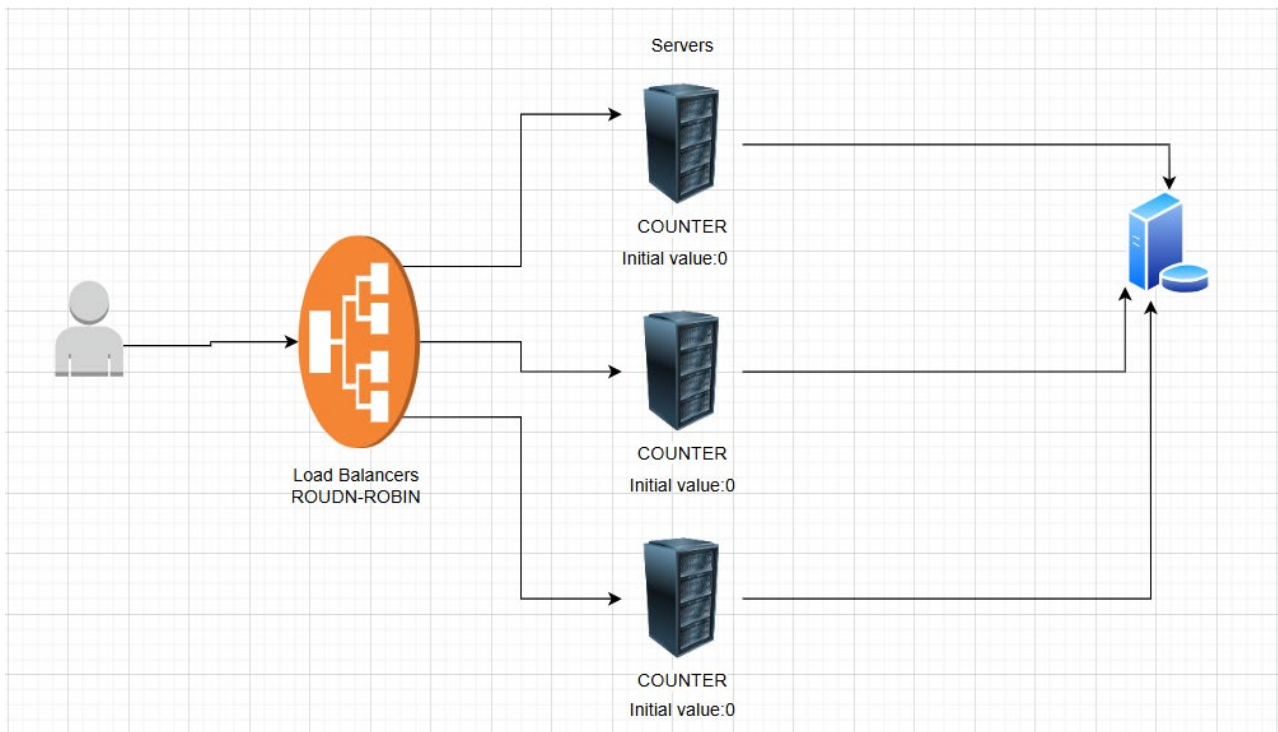 Servers
COUNTER
Initial value:0
Load Balancers
ROUDN-ROBIN
COUNTER
Initial value:0
COUNTER
Initial value:0